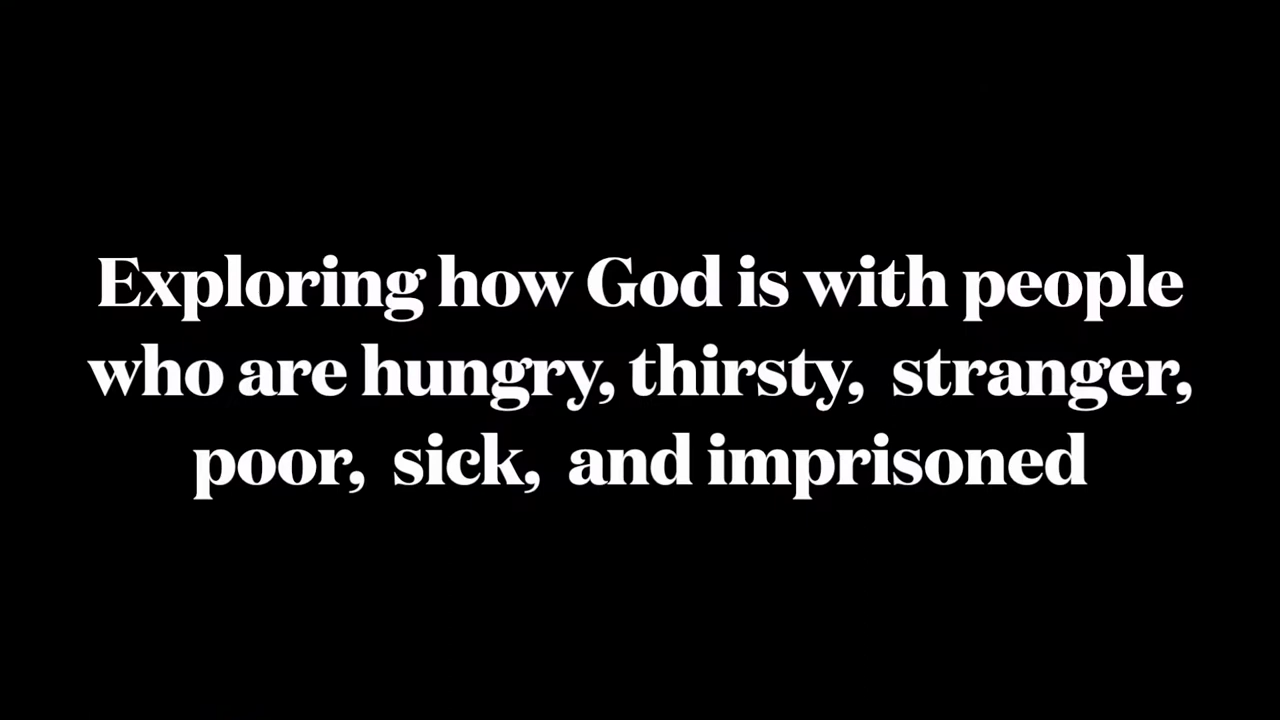 Exploring how God is with people
who are hungry, thirsty,  stranger,
poor,  sick,  and imprisoned